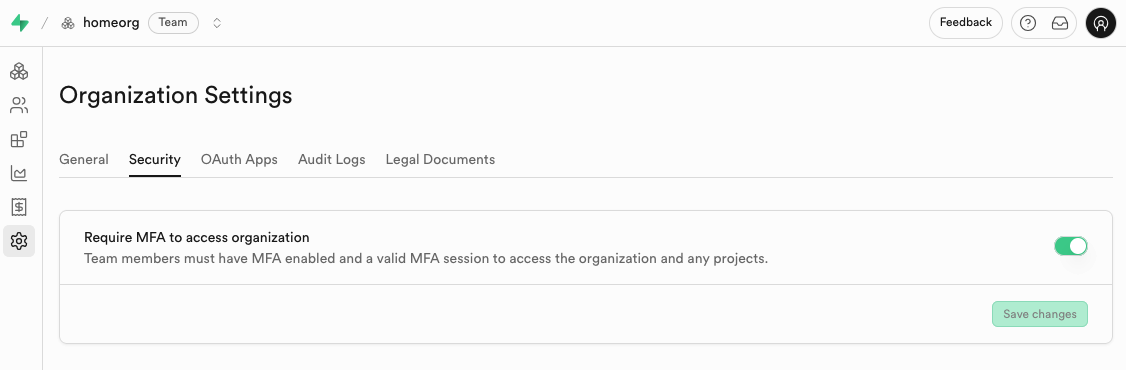 homeorg Team Feedback
Organization Settings
General Security OAuth Apps Audit Logs Legal Documents
Require MFA to access organization
Team members must have MFA enabled and a valid MFA session to access the organization and any projects.
Save changes